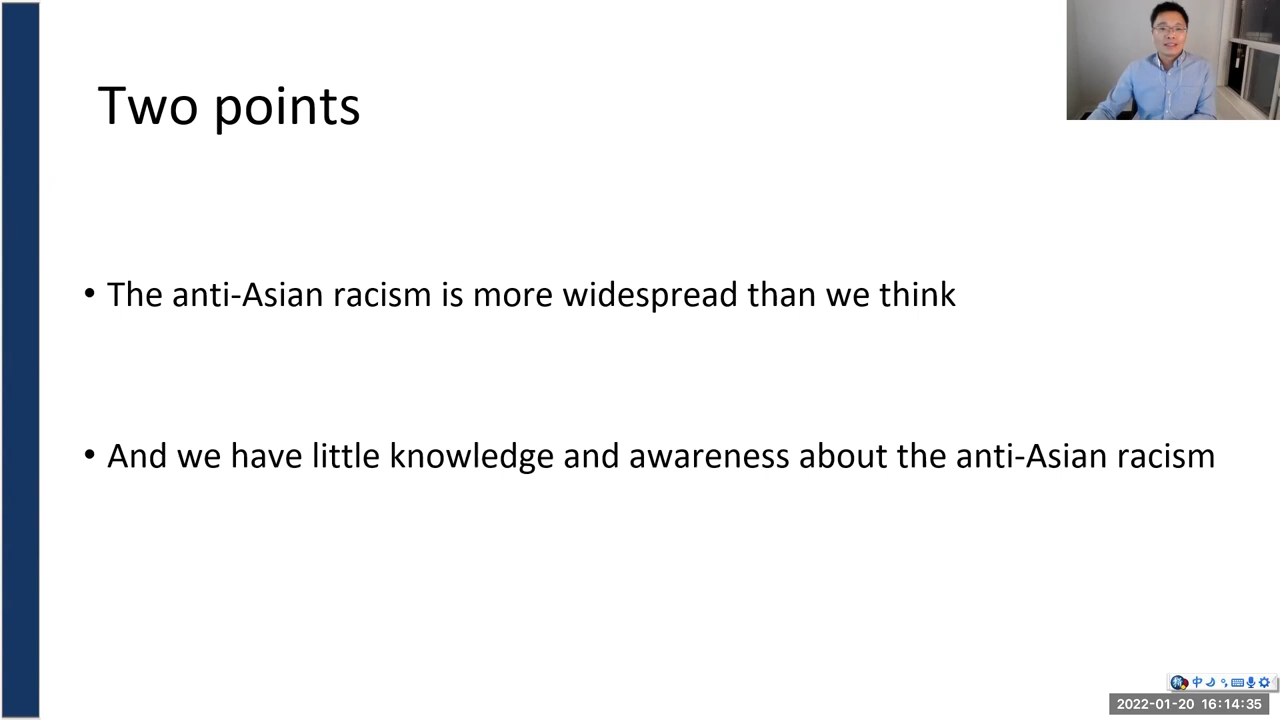 Two points
• The anti-Asian racism is more widespread than we think
• And we have little knowledge and awareness about the anti-Asian racism
中
2022-01-20 16:14:35